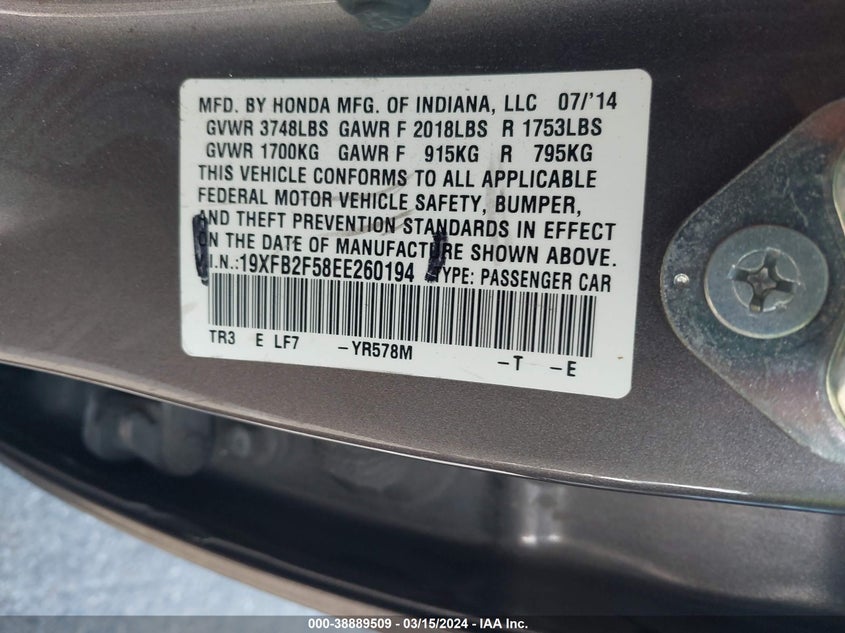 MFD. BY HONDA MFG. OF INDIANA, LLC 07/'14
GVWR 3748LBS GAWR F 2018LBS R 1753LBS
GVWR 1700KG GAWR F 915KG R 795KG
THIS VEHICLE CONFORMS TO ALL APPLICABLE
FEDERAL MOTOR VEHICLE SAFETY, BUMPER,
AND THEFT PREVENTION STANDARDS IN EFFECT
ON THE DATE OF MANUFACTURE SHOWN ABOVE.
V.I.N.:19XFB2F58EE260194 TYPE: PASSENGER CAR
TR3 E LF7 -YR578M
-T -E
000-38889509 — 03/15/2024 — IAA Inc.